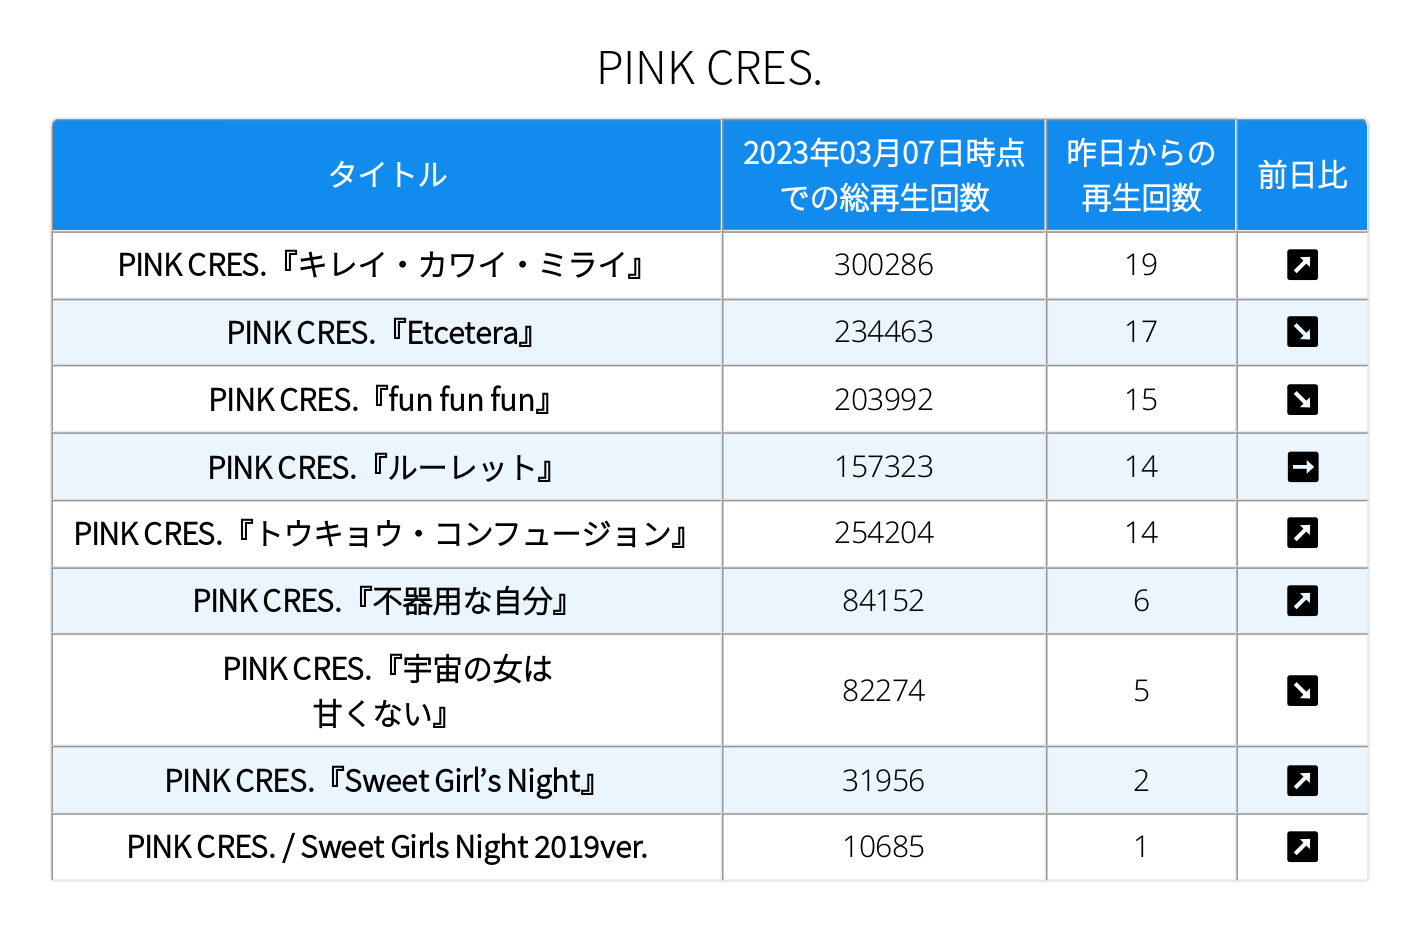 PINK CRES.
タイトル
2023年03月07日時点
での総再生回数
昨日からの
再生回数
前日比
PINK CRES.『キレイ・カワイ・ミライ』
300286
19
PINK CRES.『Etcetera』
234463
17
PINK CRES.『fun fun fun』
203992
15
PINK CRES.『ルーレット』
157323
14
PINK CRES.『トウキョウ・コンフュージョン』
254204
14
PINK CRES.『不器用な自分』
84152
6
PINK CRES.『宇宙の女は
甘くない』
82274
5
PINK CRES.『Sweet Girl’s Night』
31956
2
PINK CRES. / Sweet Girls Night 2019ver.
10685
1